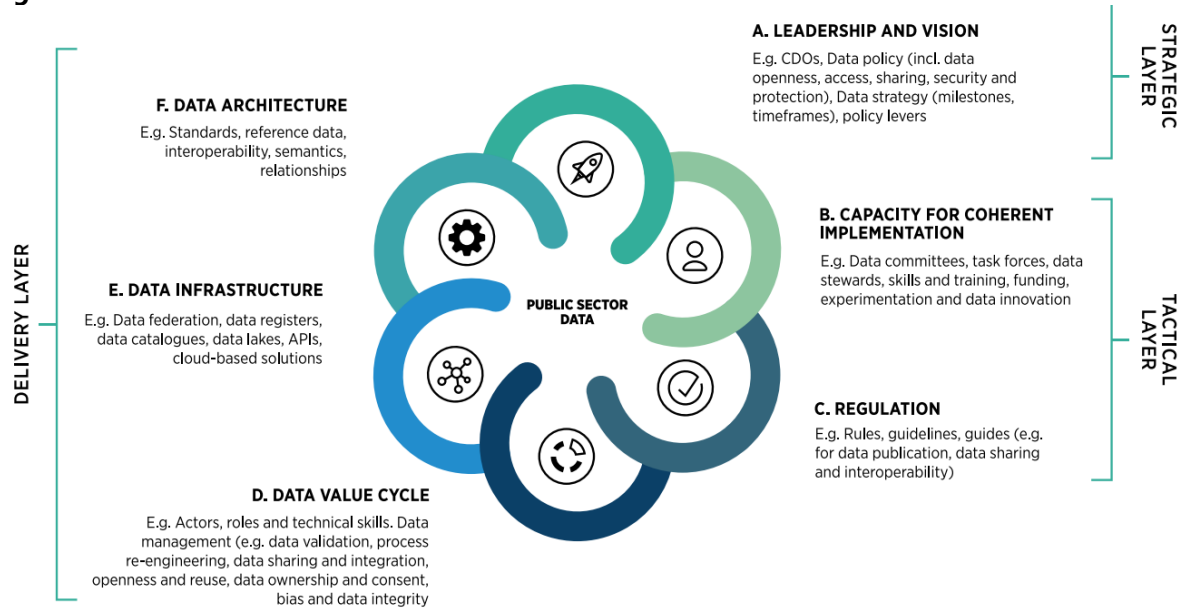 A. LEADERSHIP AND VISION
E.g. CDOs, Data policy (incl. data
openness, access, sharing, security and
protection), Data strategy (milestones,
timeframes), policy levers
STRATEGIC
LAYER
B. CAPACITY FOR COHERENT
IMPLEMENTATION
E.g. Data committees, task forces, data
stewards, skills and training, funding,
experimentation and data innovation
C. REGULATION
E.g. Rules, guidelines, guides (e.g.
for data publication, data sharing
and interoperability)
TACTICAL
LAYER
D. DATA VALUE CYCLE
E.g. Actors, roles and technical skills. Data
management (e.g. data validation, process
re-engineering, data sharing and integration,
openness and reuse, data ownership and consent,
bias and data integrity
E. DATA INFRASTRUCTURE
E.g. Data federation, data registers,
data catalogues, data lakes, APIs,
cloud-based solutions
F. DATA ARCHITECTURE
E.g. Standards, reference data,
interoperability, semantics,
relationships
DELIVERY LAYER
PUBLIC SECTOR
DATA